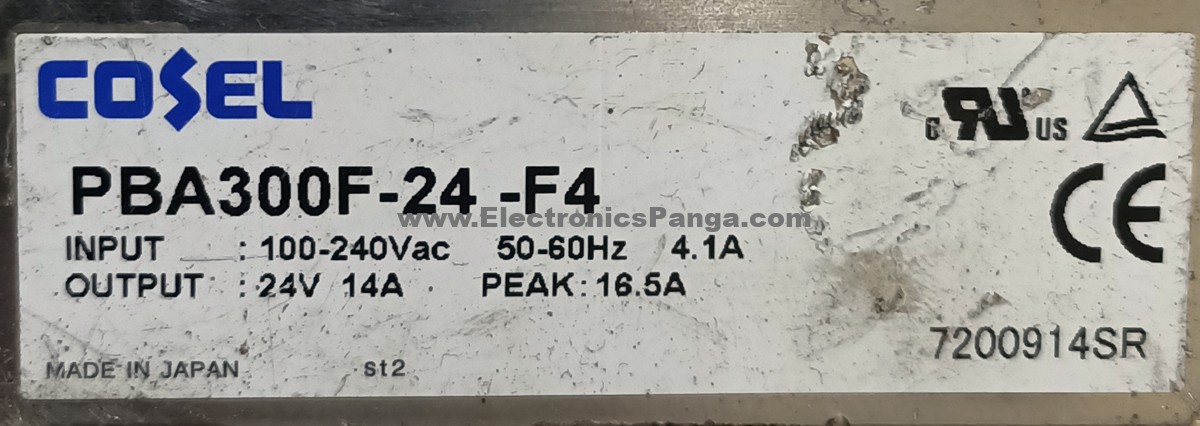 COSEL
PBA300F-24 -F4
www.ElectronicsPanga.com
INPUT : 100-240Vac 50-60Hz 4.1A
OUTPUT : 24V 14A PEAK : 16.5A
MADE IN JAPAN st2
C RU US
CE
7200914SR